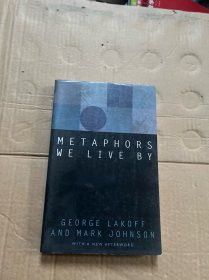 METAPHORS
WE LIVE BY
GEORGE LAKOFF
AND MARK JOHNSON
WITH A NEW AFTERWORD